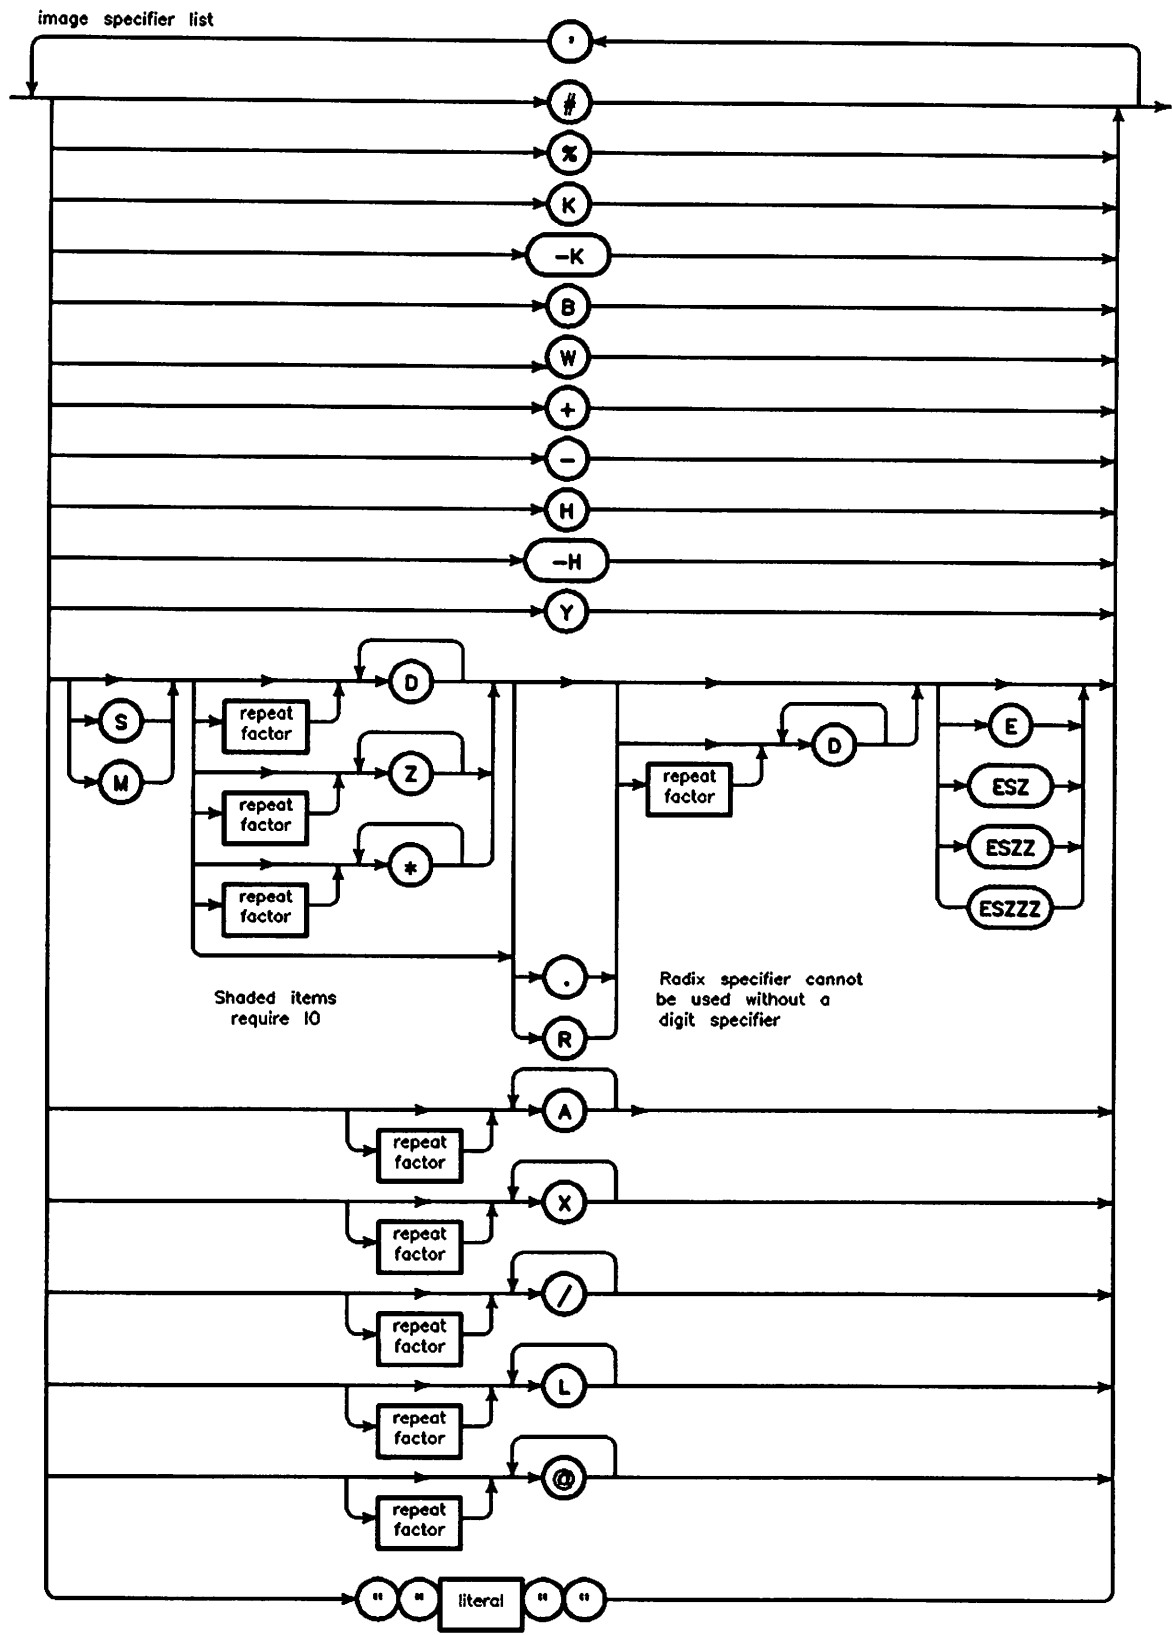 image specifier list
,
#
%
K
-K
B
W
+
-
H
-H
Y
D
S
repeat
factor
M
Z
repeat
factor
*
repeat
factor
D
repeat
factor
E
ESZ
ESZZ
ESZZZ
.
R
Shaded items
require IO
Radix specifier cannot
be used without a
digit specifier
A
repeat
factor
X
repeat
factor
/
repeat
factor
L
repeat
factor
@
repeat
factor
" " literal " "